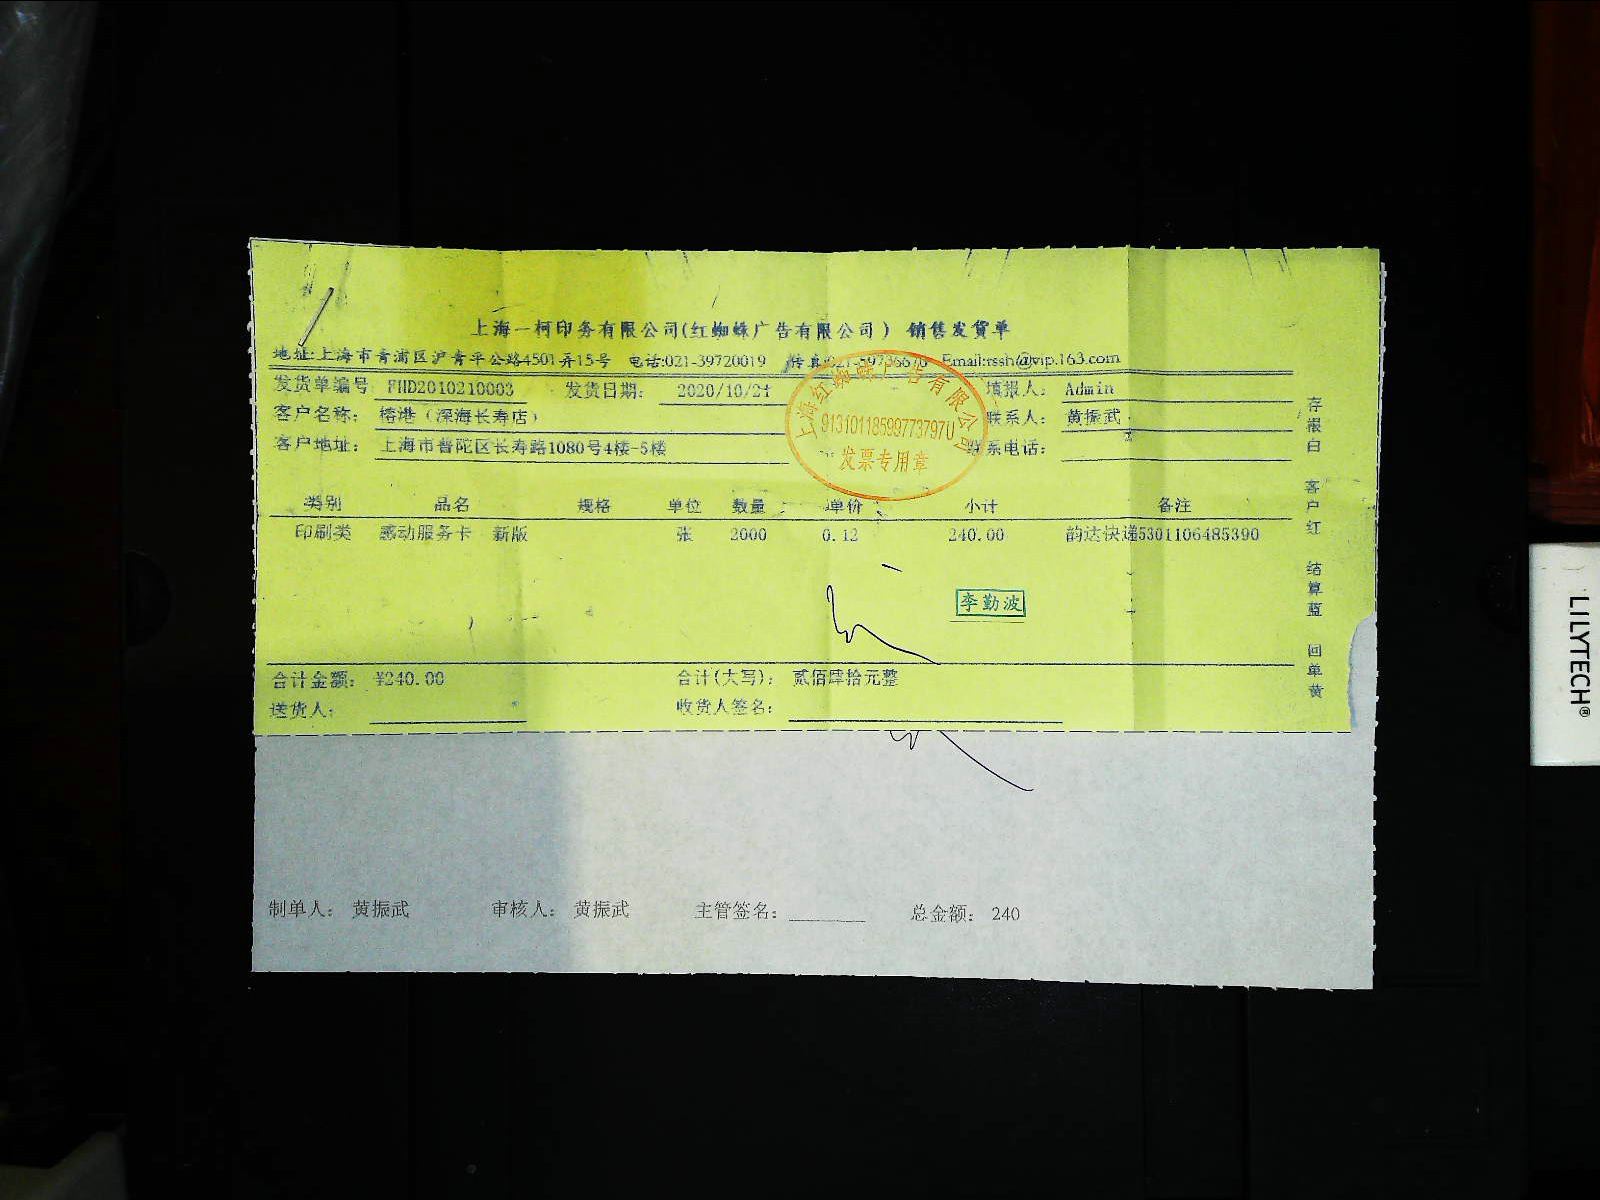 上海一柯印务有限公司(红蜘蛛广告有限公司) 销售发货单
地址:上海市青浦区沪青平公路4501弄15号 电话:021-39720019 传真:021-59736676 Email:rssh@vip.163.com
发货单编号 FHD2010210003 发货日期: 2020/10/21 填报人: Admin
客户名称: 榕港(深海长寿店) 联系人: 黄振武
客户地址: 上海市普陀区长寿路1080号4楼-5楼 联系电话:
上海红蜘蛛广告有限公司
91310118599773797U
发票专用章
类别 品名 规格 单位 数量 单价 小计 备注
印刷类 感动服务卡 新版 张 2000 0.12 240.00 韵达快递5301106485390
李勤波
合计金额: ¥240.00 合计(大写): 贰佰肆拾元整
送货人: 收货人签名:
存根白 客户红 结算蓝 回单黄
制单人: 黄振武 审核人: 黄振武 主管签名: 总金额: 240
LILYTECH®